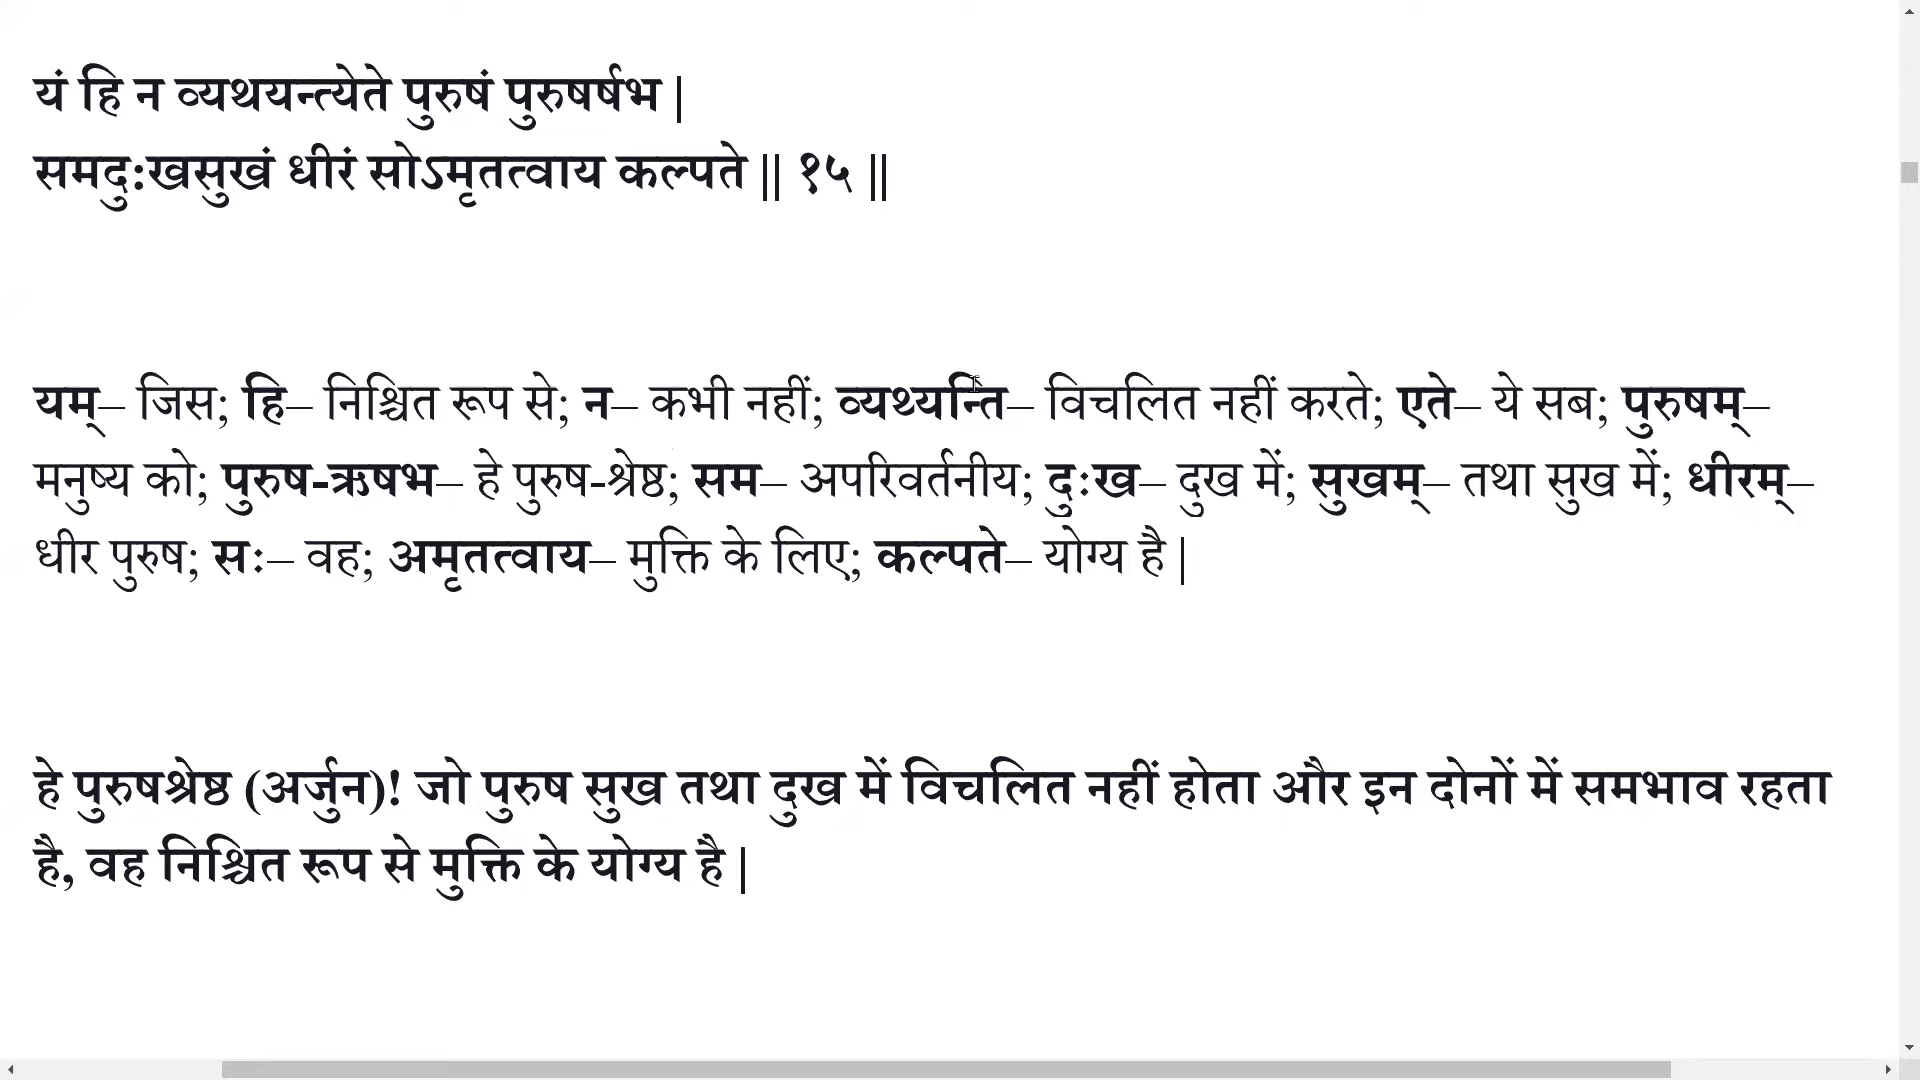 यं हि न व्यथयन्त्येते पुरुषं पुरुषर्षभ |
समदु:खसुखं धीरं सोऽमृतत्वाय कल्पते || १५ ||
यम्– जिस; हि– निश्चित रूप से; न– कभी नहीं; व्यथ्यन्ति– विचलित नहीं करते; एते– ये सब; पुरुषम्–
मनुष्य को; पुरुष-ऋषभ– हे पुरुष-श्रेष्ठ; सम– अपरिवर्तनीय; दुःख– दुख में; सुखम्– तथा सुख में; धीरम्–
धीर पुरुष; सः– वह; अमृतत्वाय– मुक्ति के लिए; कल्पते– योग्य है |
हे पुरुषश्रेष्ठ (अर्जुन)! जो पुरुष सुख तथा दुख में विचलित नहीं होता और इन दोनों में समभाव रहता
है, वह निश्चित रूप से मुक्ति के योग्य है |